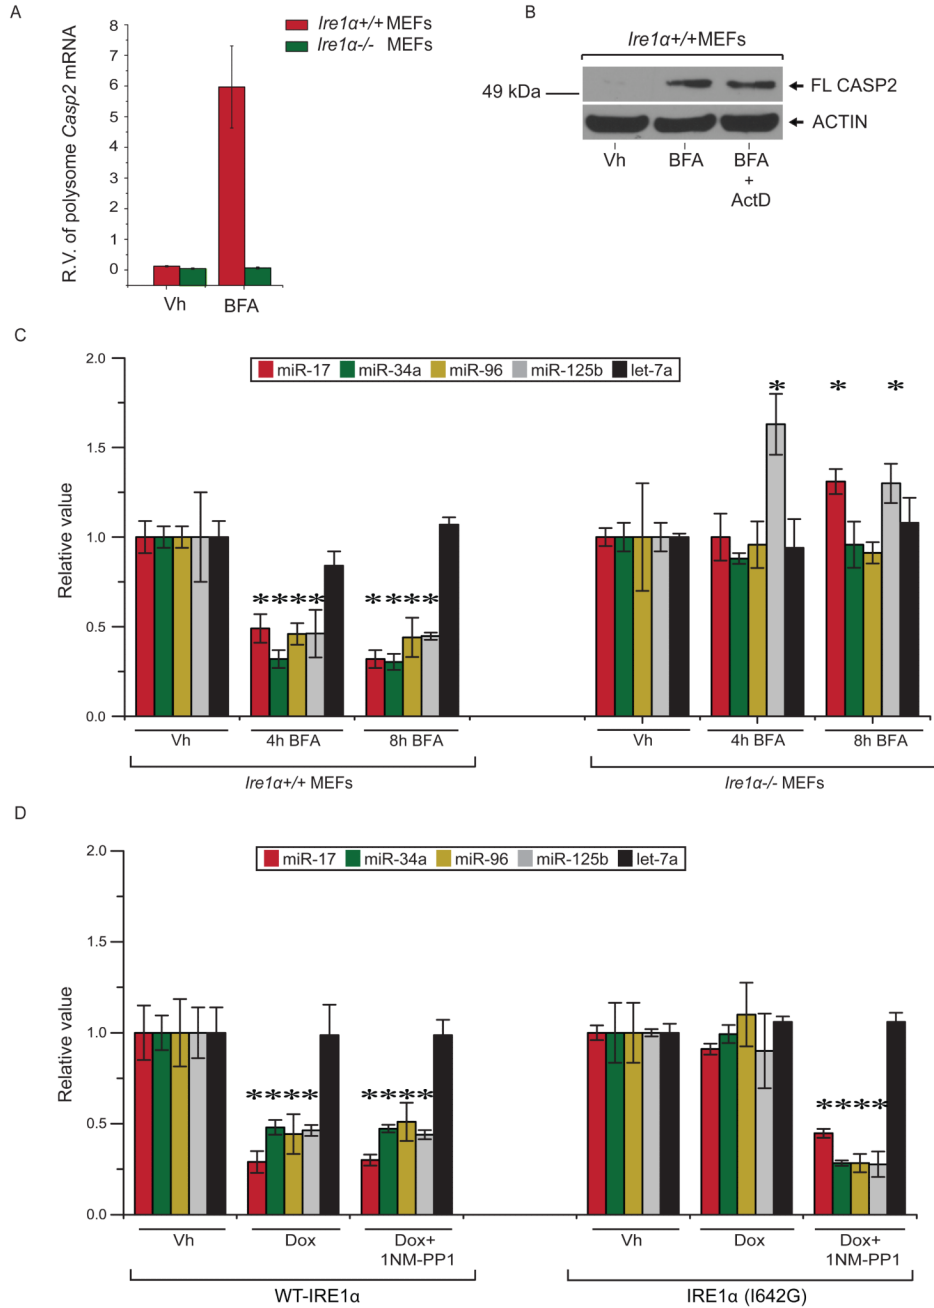 A
R.V. of polysome Casp2 mRNA
8
7
6
5
4
3
2
1
0
Vh
BFA
Ire1α+/+ MEFs
Ire1α-/- MEFs
B
Ire1α+/+MEFs
49 kDa
FL CASP2
ACTIN
Vh
BFA
BFA
+
ActD
C
miR-17 miR-34a miR-96 miR-125b let-7a
Relative value
2.0
1.5
1.0
0.5
0.0
* * * * * * * * * * *
Vh 4h BFA 8h BFA Vh 4h BFA 8h BFA
Ire1α+/+ MEFs Ire1α-/- MEFs
D
miR-17 miR-34a miR-96 miR-125b let-7a
Relative value
2.0
1.5
1.0
0.5
0.0
* * * * * * * * * * * *
Vh Dox Dox+ Vh Dox Dox+
1NM-PP1 1NM-PP1
WT-IRE1α IRE1α (I642G)